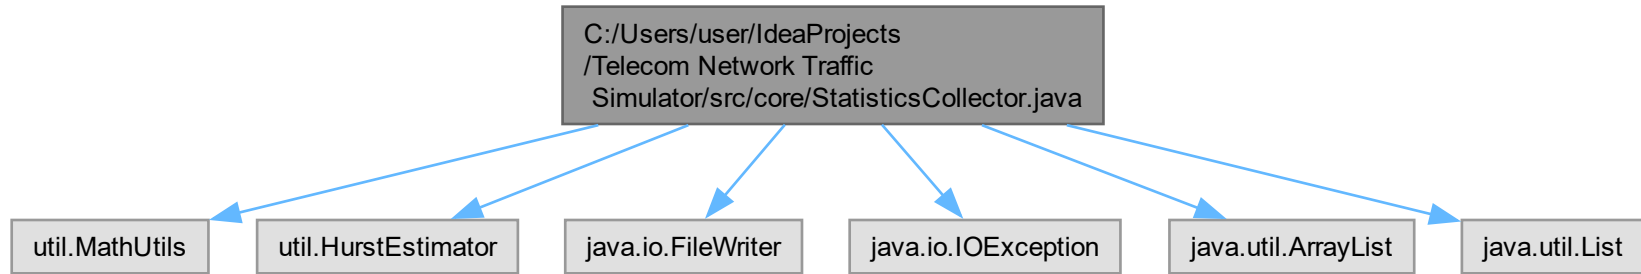 C:/Users/user/IdeaProjects
/Telecom Network Traffic
Simulator/src/core/StatisticsCollector.java
util.MathUtils
util.HurstEstimator
java.io.FileWriter
java.io.IOException
java.util.ArrayList
java.util.List